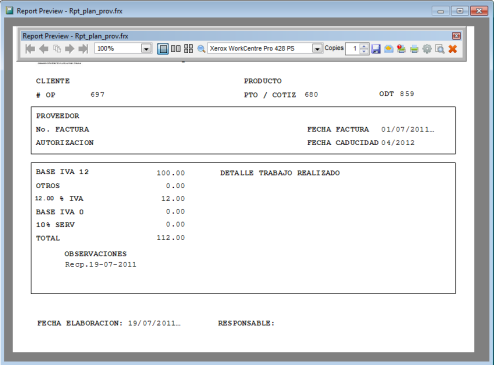 Report Preview - Rpt_plan_prov.frx
Report Preview - Rpt_plan_prov.frx
100% Xerox WorkCentre Pro 428 PS Copies 1
CLIENTE PRODUCTO
# OP 697 PTO / COTIZ 680 ODT 859
PROVEEDOR
No. FACTURA FECHA FACTURA 01/07/2011…
AUTORIZACION FECHA CADUCIDAD 04/2012
BASE IVA 12 100.00 DETALLE TRABAJO REALIZADO
OTROS 0.00
12.00 % IVA 12.00
BASE IVA 0 0.00
10% SERV 0.00
TOTAL 112.00
OBSERVACIONES
Recp.19-07-2011
FECHA ELABORACION: 19/07/2011… RESPONSABLE: